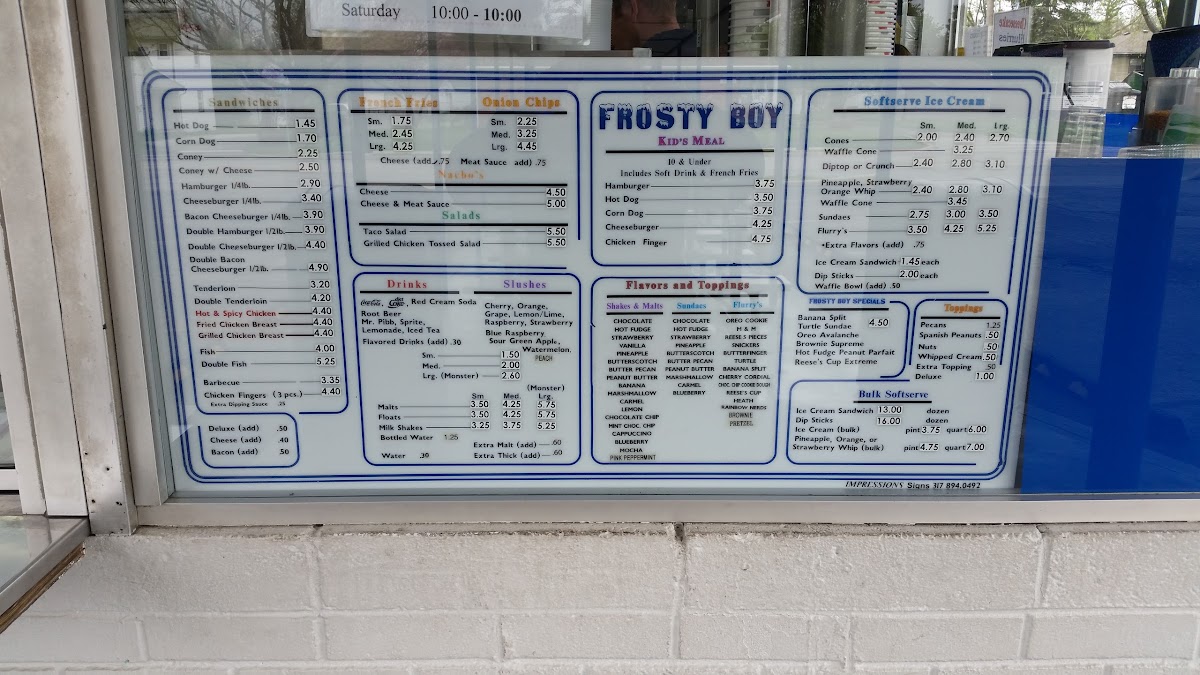 Saturday 10:00 - 10:00
Cheesecake
Blurries
Sandwiches
Hot Dog 1.45
Corn Dog 1.70
Coney 2.25
Coney w/ Cheese 2.50
Hamburger 1/4lb. 2.90
Cheeseburger 1/4lb. 3.40
Bacon Cheeseburger 1/4lb. 3.90
Double Hamburger 1/2lb. 3.90
Double Cheeseburger 1/2lb. 4.40
Double Bacon
Cheeseburger 1/2lb. 4.90
Tenderloin 3.20
Double Tenderloin 4.20
Hot & Spicy Chicken 4.40
Fried Chicken Breast 4.40
Grilled Chicken Breast 4.40
Fish 4.00
Double Fish 5.25
Barbecue 3.35
Chicken Fingers (3 pcs.) 4.40
Extra Dipping Sauce .25
Deluxe (add) .50
Cheese (add) .40
Bacon (add) .50
French Fries Onion Chips
Sm. 1.75 Sm. 2.25
Med. 2.45 Med. 3.25
Lrg. 4.25 Lrg. 4.45
Cheese (add) .75 Meat Sauce add) .75
Nacho's
Cheese 4.50
Cheese & Meat Sauce 5.00
Salads
Taco Salad 5.50
Grilled Chicken Tossed Salad 5.50
Drinks
Coca-Cola, diet Coke Red Cream Soda
Root Beer
Mr. Pibb, Sprite,
Lemonade, Iced Tea
Flavored Drinks (add) .30
Slushes
Cherry, Orange,
Grape, Lemon/Lime,
Raspberry, Strawberry
Blue Raspberry
Sour Green Apple,
Watermelon,
PEACH
Sm. 1.50
Med. 2.00
Lrg. (Monster) 2.60
(Monster)
Sm Med. Lrg.
Malts 3.50 4.25 5.75
Floats 3.50 4.25 5.75
Milk Shakes 3.25 3.75 5.25
Bottled Water 1.25
Extra Malt (add) .60
Water .30 Extra Thick (add) .60
FROSTY BOY
KID'S MEAL
10 & Under
Includes Soft Drink & French Fries
Hamburger 3.75
Hot Dog 3.50
Corn Dog 3.75
Cheeseburger 4.25
Chicken Finger 4.75
Flavors and Toppings
Shakes & Malts
CHOCOLATE
HOT FUDGE
STRAWBERRY
VANILLA
PINEAPPLE
BUTTERSCOTCH
BUTTER PECAN
PEANUT BUTTER
BANANA
MARSHMALLOW
CARMEL
LEMON
CHOCOLATE CHIP
MINT CHOC. CHIP
CAPPUCCINO
BLUEBERRY
MOCHA
PINK PEPPERMINT
Sundaes
CHOCOLATE
HOT FUDGE
STRAWBERRY
PINEAPPLE
BUTTERSCOTCH
BUTTER PECAN
PEANUT BUTTER
MARSHMALLOW
CARMEL
BLUEBERRY
Flurry's
OREO COOKIE
M & M
REESE'S PIECES
SNICKERS
BUTTERFINGER
TURTLE
BANANA SPLIT
CHERRY CORDIAL
CHOC. CHIP COOKIE DOUGH
REESE'S CUP
HEATH
RAINBOW NERDS
BROWNIE
PRETZEL
Softserve Ice Cream
Sm. Med. Lrg.
Cones 2.00 2.40 2.70
Waffle Cone 3.25
Diptop or Crunch 2.40 2.80 3.10
Pineapple, Strawberry
Orange Whip 2.40 2.80 3.10
Waffle Cone 3.45
Sundaes 2.75 3.00 3.50
Flurry's 3.50 4.25 5.25
•Extra Flavors (add) .75
Ice Cream Sandwich 1.45 each
Dip Sticks 2.00 each
Waffle Bowl (add) .50
FROSTY BOY SPECIALS
Banana Split 4.50
Turtle Sundae
Oreo Avalanche
Brownie Supreme
Hot Fudge Peanut Parfait
Reese's Cup Extreme
Toppings
Pecans 1.25
Spanish Peanuts .50
Nuts .50
Whipped Cream .50
Extra Topping .50
Deluxe 1.00
Bulk Softserve
Ice Cream Sandwich 13.00 dozen
Dip Sticks 16.00 dozen
Ice Cream (bulk) pint 3.75 quart 6.00
Pineapple, Orange, or
Strawberry Whip (bulk) pint 4.75 quart 7.00
IMPRESSIONS Signs 317 894.0492